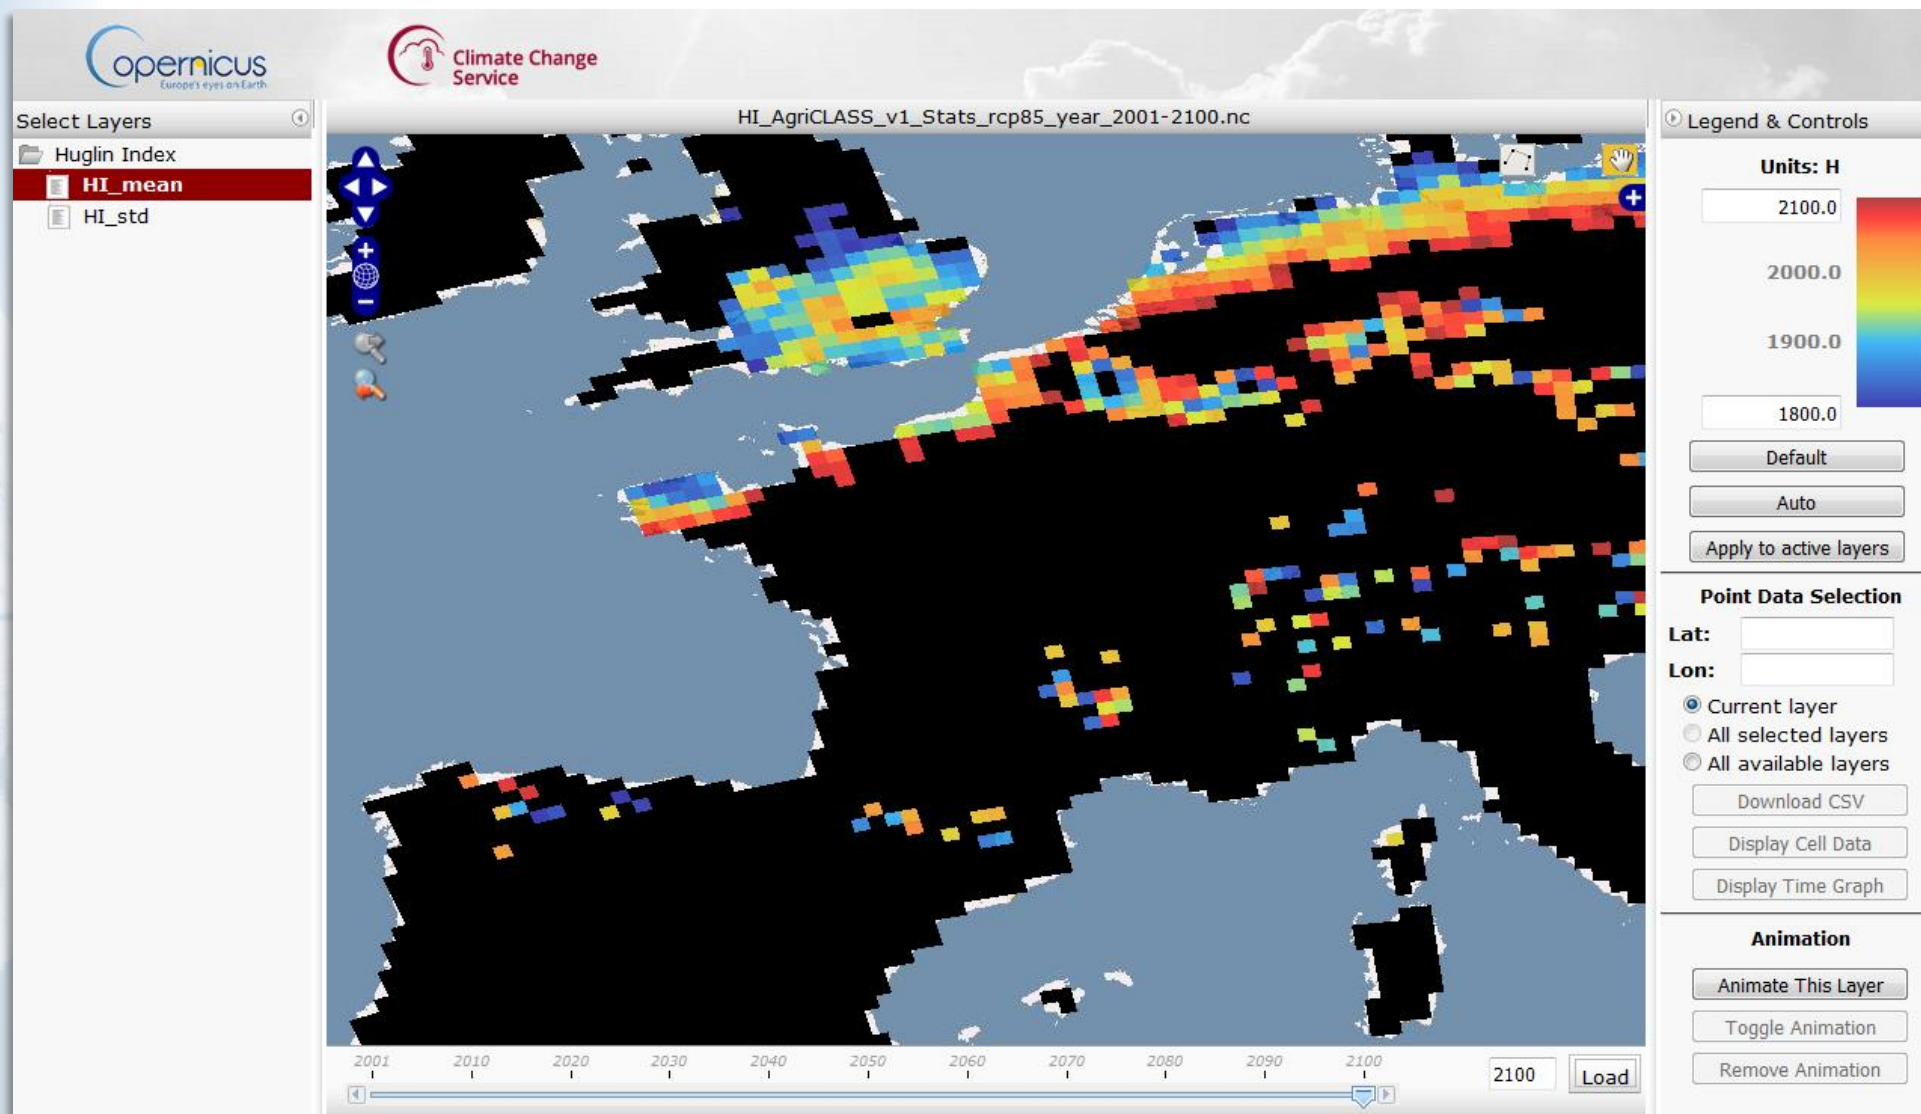 opernicus
Europe's eyes on Earth
Climate Change
Service
Select Layers
HI_AgriCLASS_v1_Stats_rcp85_year_2001-2100.nc
Legend & Controls
Huglin Index
HI_mean
HI_std
Units: H
2100.0
2000.0
1900.0
1800.0
Default
Auto
Apply to active layers
Point Data Selection
Lat:
Lon:
Current layer
All selected layers
All available layers
Download CSV
Display Cell Data
Display Time Graph
Animation
Animate This Layer
Toggle Animation
Remove Animation
2001 2010 2020 2030 2040 2050 2060 2070 2080 2090 2100
2100 Load